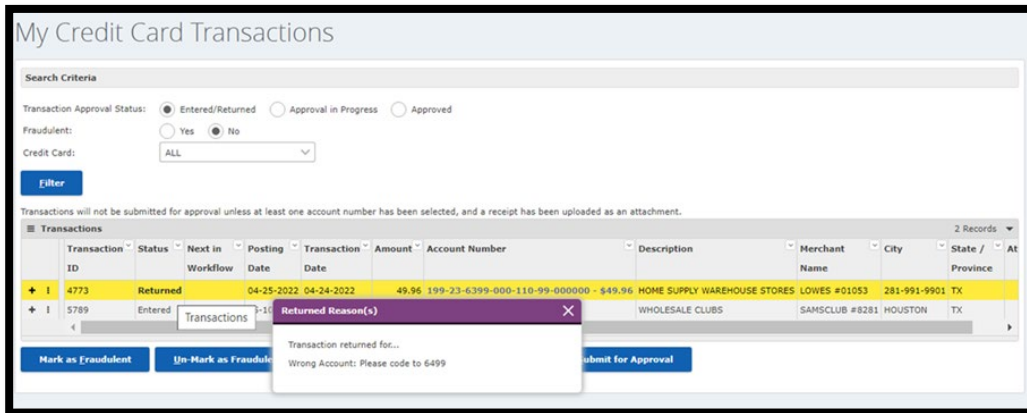 My Credit Card Transactions
Search Criteria
Transaction Approval Status: Entered/Returned Approval in Progress Approved
Fraudulent: Yes No
Credit Card: ALL
Filter
Transactions will not be submitted for approval unless at least one account number has been selected, and a receipt has been uploaded as an attachment.
Transactions 2 Records
Transaction ID Status Next in Workflow Posting Date Transaction Date Amount Account Number Description Merchant Name City State / Province At
4773 Returned 04-25-2022 04-24-2022 49.96 199-23-6399-000-110-99-000000 - $49.96 HOME SUPPLY WAREHOUSE STORES LOWES #01053 281-991-9901 TX
5789 Entered WHOLESALE CLUBS SAMSCLUB #8281 HOUSTON TX
Transactions
Returned Reason(s)
Transaction returned for...
Wrong Account: Please code to 6499
Mark as Fraudulent Un-Mark as Fraudule ubmit for Approval